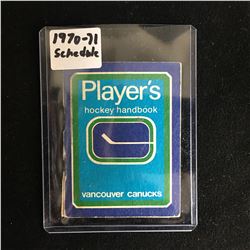 1970-71
Schedule
Player's
hockey handbook
vancouver canucks